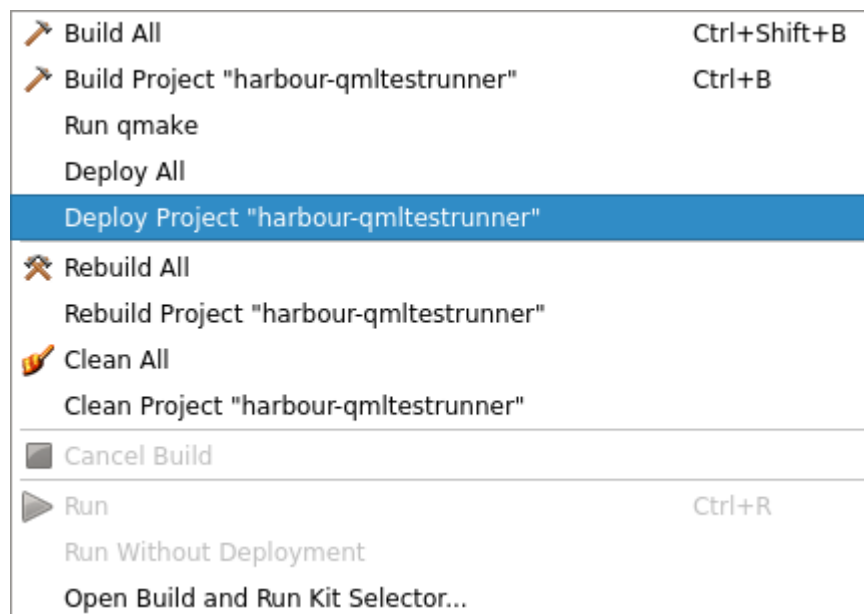 Build All Ctrl+Shift+B
Build Project "harbour-qmltestrunner" Ctrl+B
Run qmake
Deploy All
Deploy Project "harbour-qmltestrunner"
Rebuild All
Rebuild Project "harbour-qmltestrunner"
Clean All
Clean Project "harbour-qmltestrunner"
Cancel Build
Run Ctrl+R
Run Without Deployment
Open Build and Run Kit Selector...